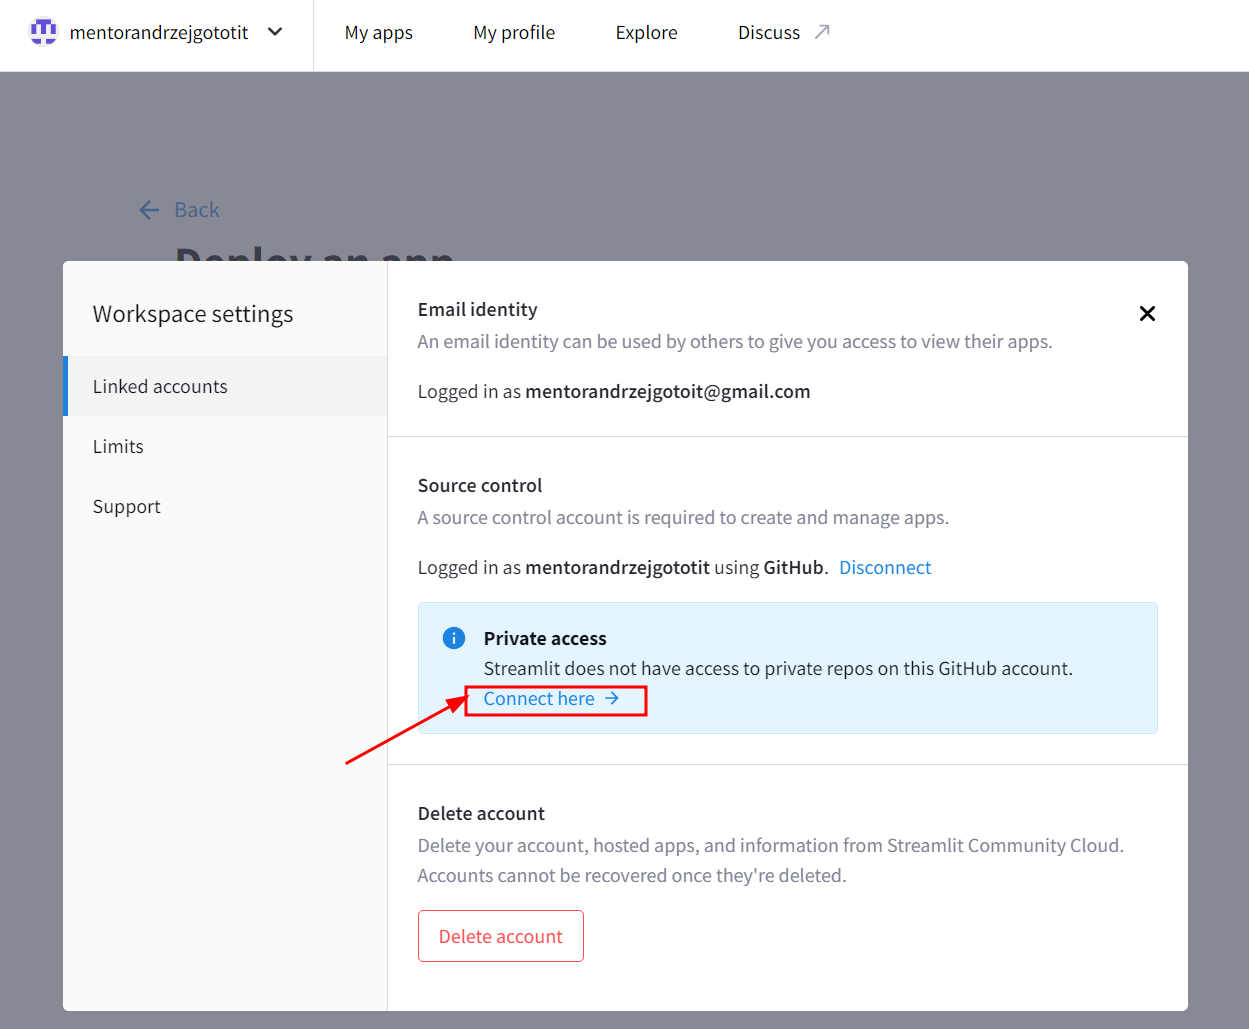 mentorandrzejgototit
My apps
My profile
Explore
Discuss
Back
Deploy an app
Workspace settings
Linked accounts
Limits
Support
Email identity
An email identity can be used by others to give you access to view their apps.
Logged in as mentorandrzejgotoit@gmail.com
Source control
A source control account is required to create and manage apps.
Logged in as mentorandrzejgototit using GitHub. Disconnect
Private access
Streamlit does not have access to private repos on this GitHub account.
Connect here →
Delete account
Delete your account, hosted apps, and information from Streamlit Community Cloud.
Accounts cannot be recovered once they're deleted.
Delete account